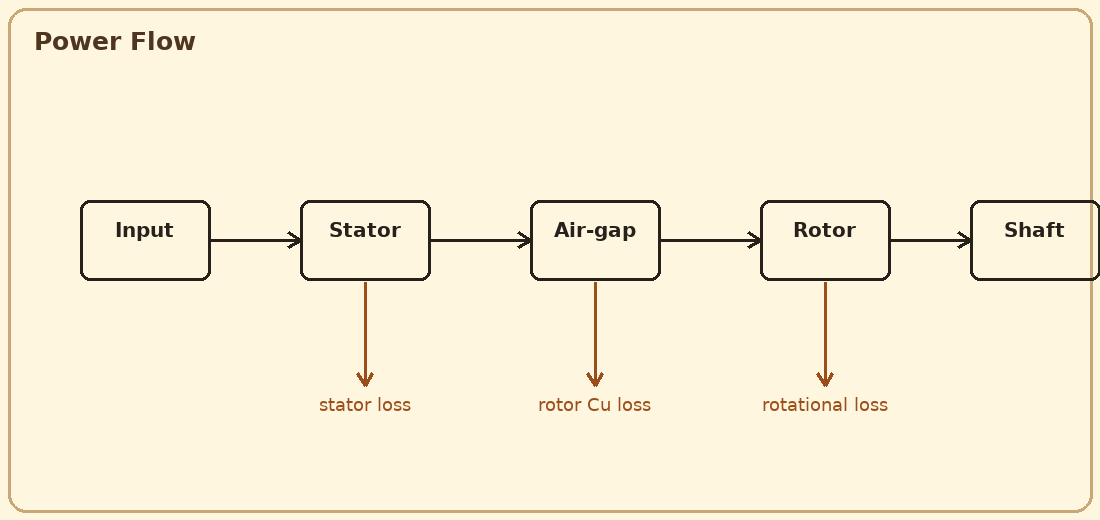 Power Flow
Input
Stator
Air-gap
Rotor
Shaft
stator loss
rotor Cu loss
rotational loss